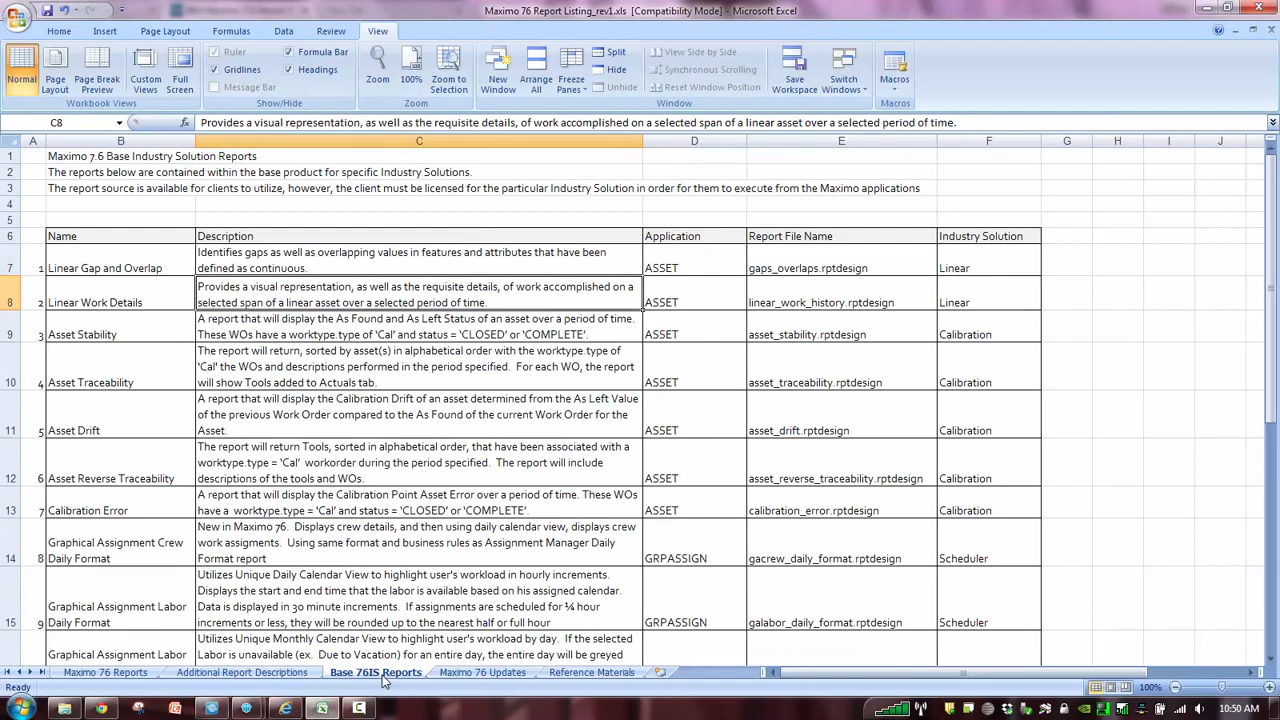 Maximo 76 Report Listing_rev1.xls [Compatibility Mode] - Microsoft Excel
Home Insert Page Layout Formulas Data Review View
Normal Page Layout Page Break Preview Custom Views Full Screen
Ruler Formula Bar
Gridlines Headings
Message Bar
Zoom 100% Zoom to Selection
New Window Arrange All Freeze Panes
Split View Side by Side
Hide Synchronous Scrolling
Unhide Reset Window Position
Save Workspace Switch Windows Macros
Workbook Views Show/Hide Zoom Window Macros
C8 fx Provides a visual representation, as well as the requisite details, of work accomplished on a selected span of a linear asset over a selected period of time.
A B C D E F G H I J
1 Maximo 7.6 Base Industry Solution Reports
2 The reports below are contained within the base product for specific Industry Solutions.
3 The report source is available for clients to utilize, however, the client must be licensed for the particular Industry Solution in order for them to execute from the Maximo applications
4
5
6 Name Description Application Report File Name Industry Solution
Identifies gaps as well as overlapping values in features and attributes that have been
7 1 Linear Gap and Overlap defined as continuous. ASSET gaps_overlaps.rptdesign Linear
Provides a visual representation, as well as the requisite details, of work accomplished on a
8 2 Linear Work Details selected span of a linear asset over a selected period of time. ASSET linear_work_history.rptdesign Linear
A report that will display the As Found and As Left Status of an asset over a period of time.
9 3 Asset Stability These WOs have a worktype.type of 'Cal' and status = 'CLOSED' or 'COMPLETE'. ASSET asset_stability.rptdesign Calibration
The report will return, sorted by asset(s) in alphabetical order with the worktype.type of
'Cal' the WOs and descriptions performed in the period specified. For each WO, the report
10 4 Asset Traceability will show Tools added to Actuals tab. ASSET asset_traceability.rptdesign Calibration
A report that will display the Calibration Drift of an asset determined from the As Left Value
of the previous Work Order compared to the As Found of the current Work Order for the
11 5 Asset Drift Asset. ASSET asset_drift.rptdesign Calibration
The report will return Tools, sorted in alphabetical order, that have been associated with a
worktype.type = 'Cal' workorder during the period specified. The report will include
12 6 Asset Reverse Traceability descriptions of the tools and WOs. ASSET asset_reverse_traceability.rptdesign Calibration
A report that will display the Calibration Point Asset Error over a period of time. These WOs
13 7 Calibration Error have a worktype.type = 'Cal' and status = 'CLOSED' or 'COMPLETE'. ASSET calibration_error.rptdesign Calibration
New in Maximo 76. Displays crew details, and then using daily calendar view, displays crew
Graphical Assignment Crew work assigments. Using same format and business rules as Assignment Manager Daily
14 8 Daily Format Format report GRPASSIGN gacrew_daily_format.rptdesign Scheduler
Utilizes Unique Daily Calendar View to highlight user's workload in hourly increments.
Displays the start and end time that the labor is available based on his assigned calendar.
Graphical Assignment Labor Data is displayed in 30 minute increments. If assignments are scheduled for ¼ hour
15 9 Daily Format increments or less, they will be rounded up to the nearest half or full hour GRPASSIGN galabor_daily_format.rptdesign Scheduler
Utilizes Unique Monthly Calendar View to highlight user's workload by day. If the selected
Graphical Assignment Labor Labor is unavailable (ex. Due to Vacation) for an entire day, the entire day will be greyed
Maximo 76 Reports Additional Report Descriptions Base 76IS Reports Maximo 76 Updates Reference Materials
Ready 100%
10:50 AM